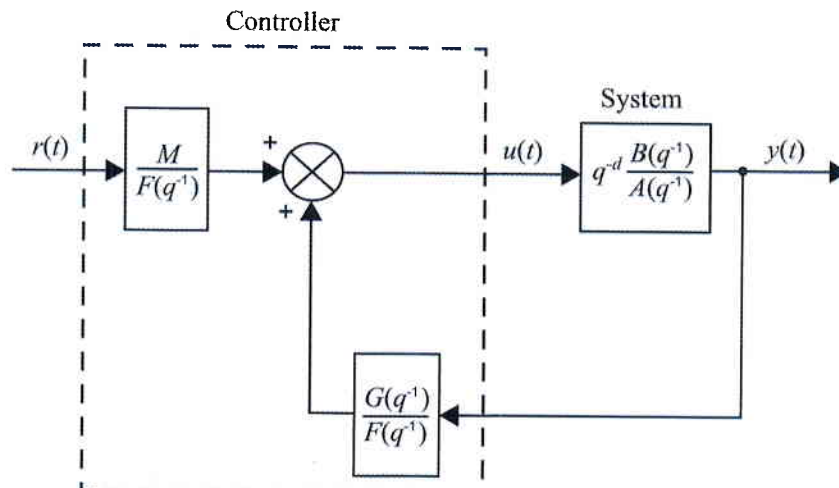 Controller
System
r(t)
M
F(q⁻¹)
+
+
u(t)
q⁻ᵈ B(q⁻¹)
A(q⁻¹)
y(t)
G(q⁻¹)
F(q⁻¹)